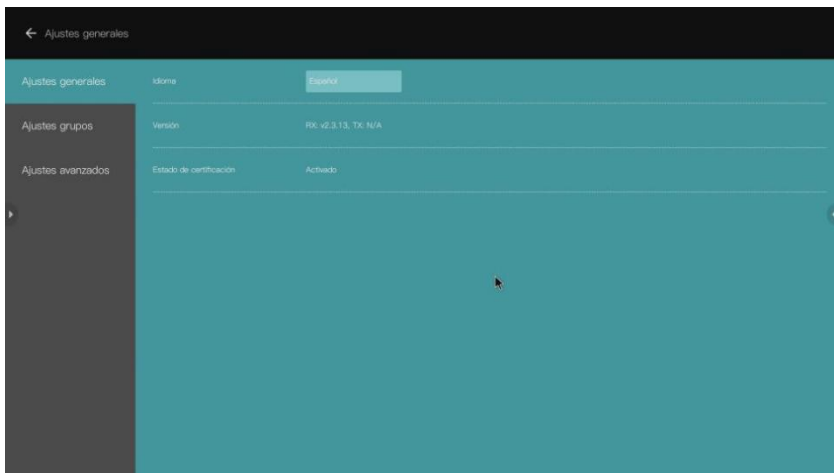 Ajustes generales
Ajustes generales
Idioma
Español
Ajustes grupos
Versión
RX: v2.3.13, TX: N/A
Ajustes avanzados
Estado de certificación
Activado